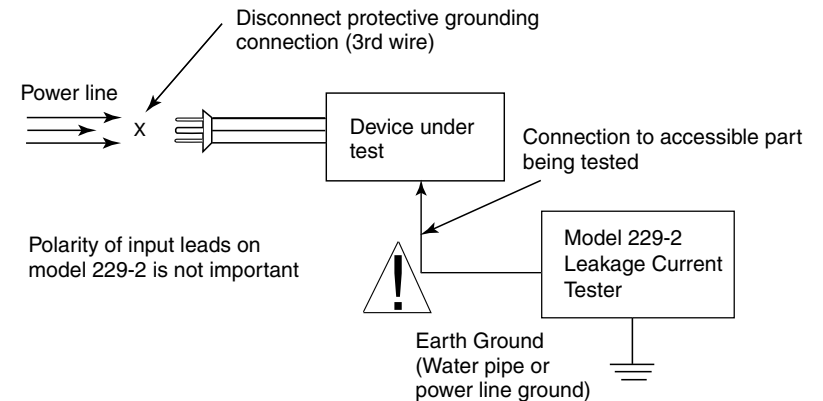 Disconnect protective grounding
connection (3rd wire)
Power line
X
Device under
test
Connection to accessible part
being tested
Polarity of input leads on
model 229-2 is not important
!
Model 229-2
Leakage Current
Tester
Earth Ground
(Water pipe or
power line ground)